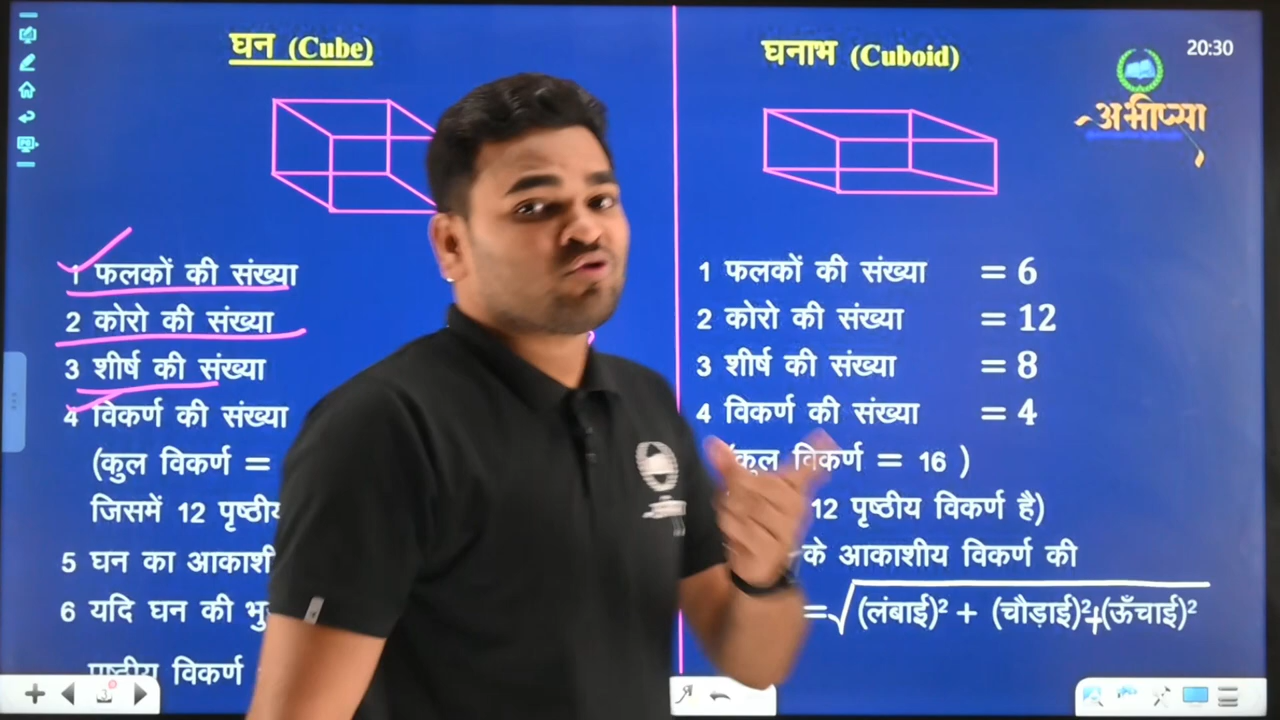 घन (Cube)
1 फलकों की संख्या
2 कोरो की संख्या
3 शीर्ष की संख्या
4 विकर्ण की संख्या
(कुल विकर्ण =
जिसमें 12 पृष्ठीय
5 घन का आकाशी
6 यदि घन की भु
पृष्ठीय विकर्ण
घनाभ (Cuboid)
1 फलकों की संख्या = 6
2 कोरो की संख्या = 12
3 शीर्ष की संख्या = 8
4 विकर्ण की संख्या = 4
(कुल विकर्ण = 16 )
12 पृष्ठीय विकर्ण है)
के आकाशीय विकर्ण की
=√(लंबाई)² + (चौड़ाई)²+(ऊँचाई)²
20:30
अभीप्सा
3